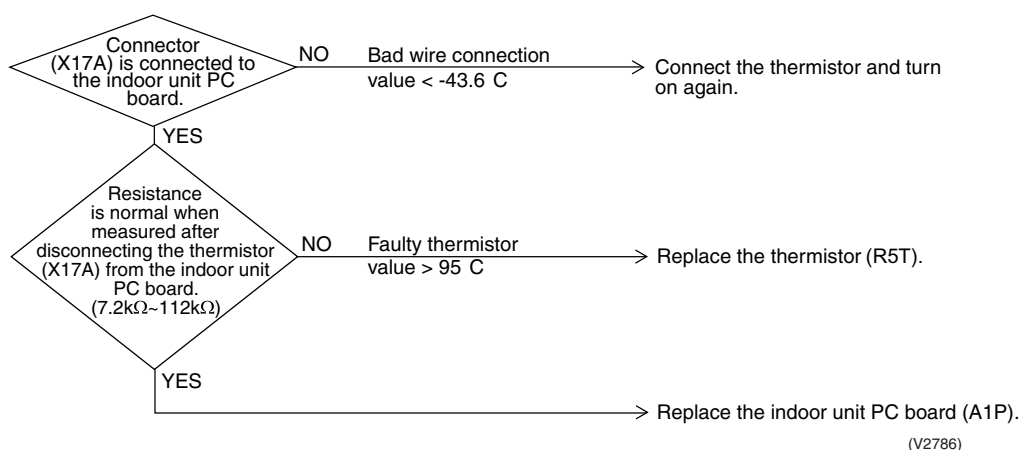 Connector
(X17A) is connected to
the indoor unit PC
board.
NO
Bad wire connection
value < -43.6 C
Connect the thermistor and turn
on again.
YES
Resistance
is normal when
measured after
disconnecting the thermistor
(X17A) from the indoor unit
PC board.
(7.2kΩ~112kΩ)
NO
Faulty thermistor
value > 95 C
Replace the thermistor (R5T).
YES
Replace the indoor unit PC board (A1P).
(V2786)